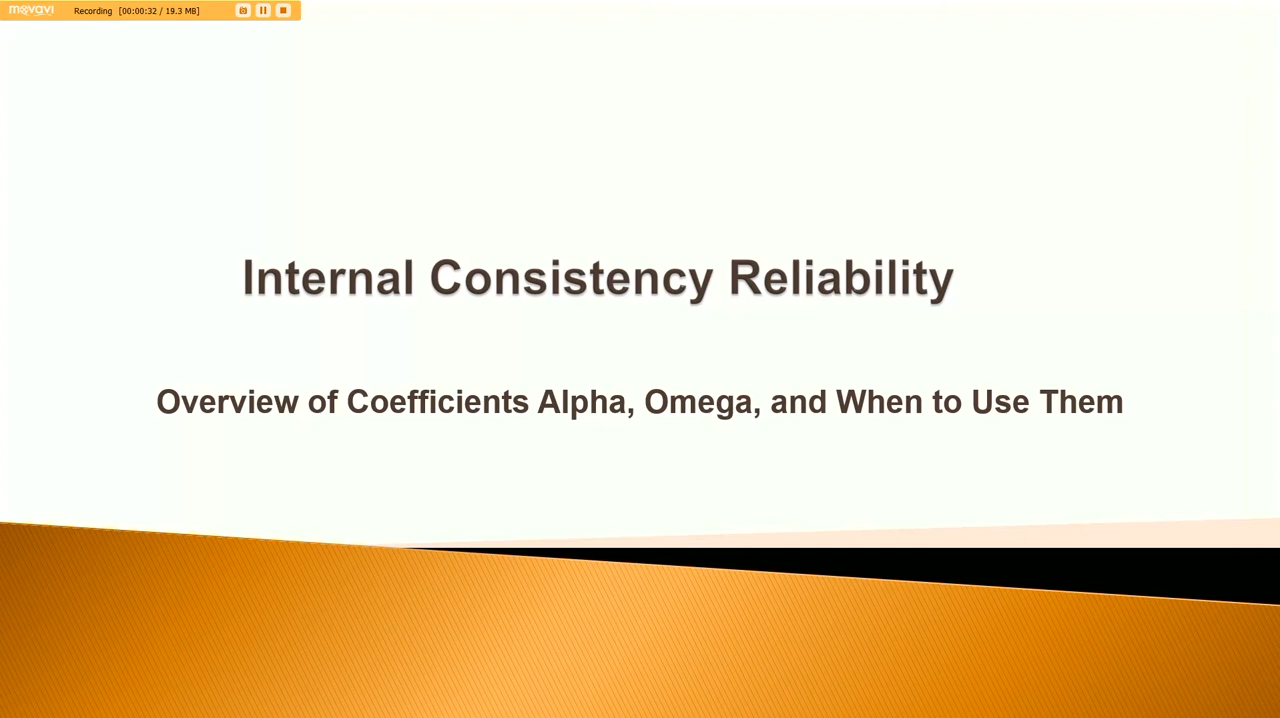 movavi Recording [00:00:32 / 19.3 MB]
Internal Consistency Reliability
Overview of Coefficients Alpha, Omega, and When to Use Them